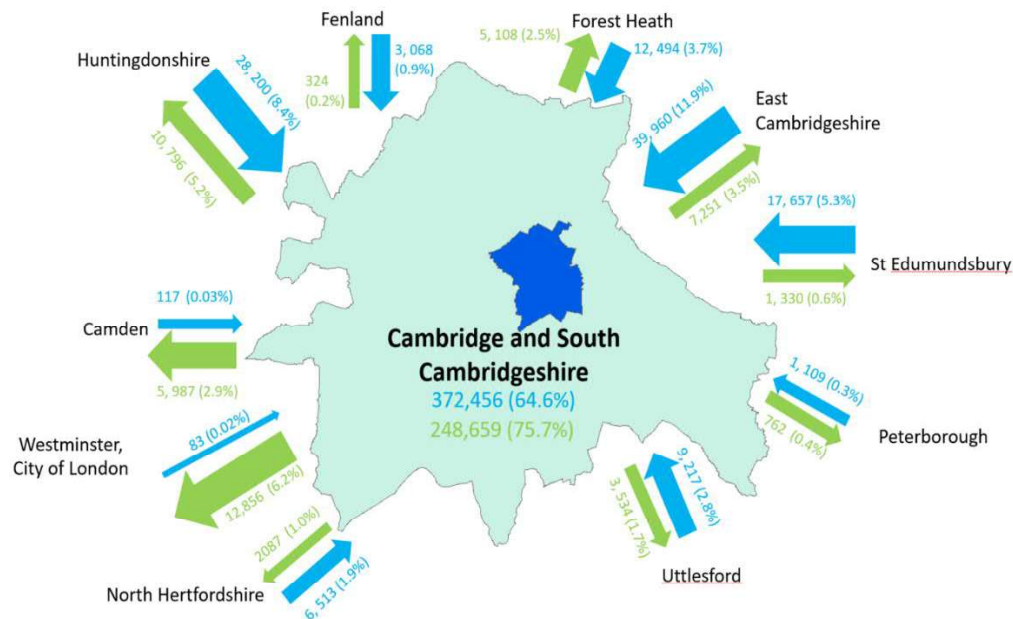 Fenland
Forest Heath
5, 108 (2.5%)
12, 494 (3.7%)
3, 068
(0.9%)
324
(0.2%)
Huntingdonshire
28, 200 (8.4%)
10, 796 (5.2%)
East
Cambridgeshire
39, 960 (11.9%)
7,251 (3.5%)
17, 657 (5.3%)
St Edumundsbury
1, 330 (0.6%)
117 (0.03%)
Camden
5, 987 (2.9%)
Cambridge and South
Cambridgeshire
372,456 (64.6%)
248,659 (75.7%)
1, 109 (0.3%)
762 (0.4%)
Peterborough
83 (0.02%)
Westminster,
City of London
12,856 (6.2%)
9, 217 (2.8%)
3, 534 (1.7%)
Uttlesford
2087 (1.0%)
North Hertfordshire
6, 513 (1.9%)